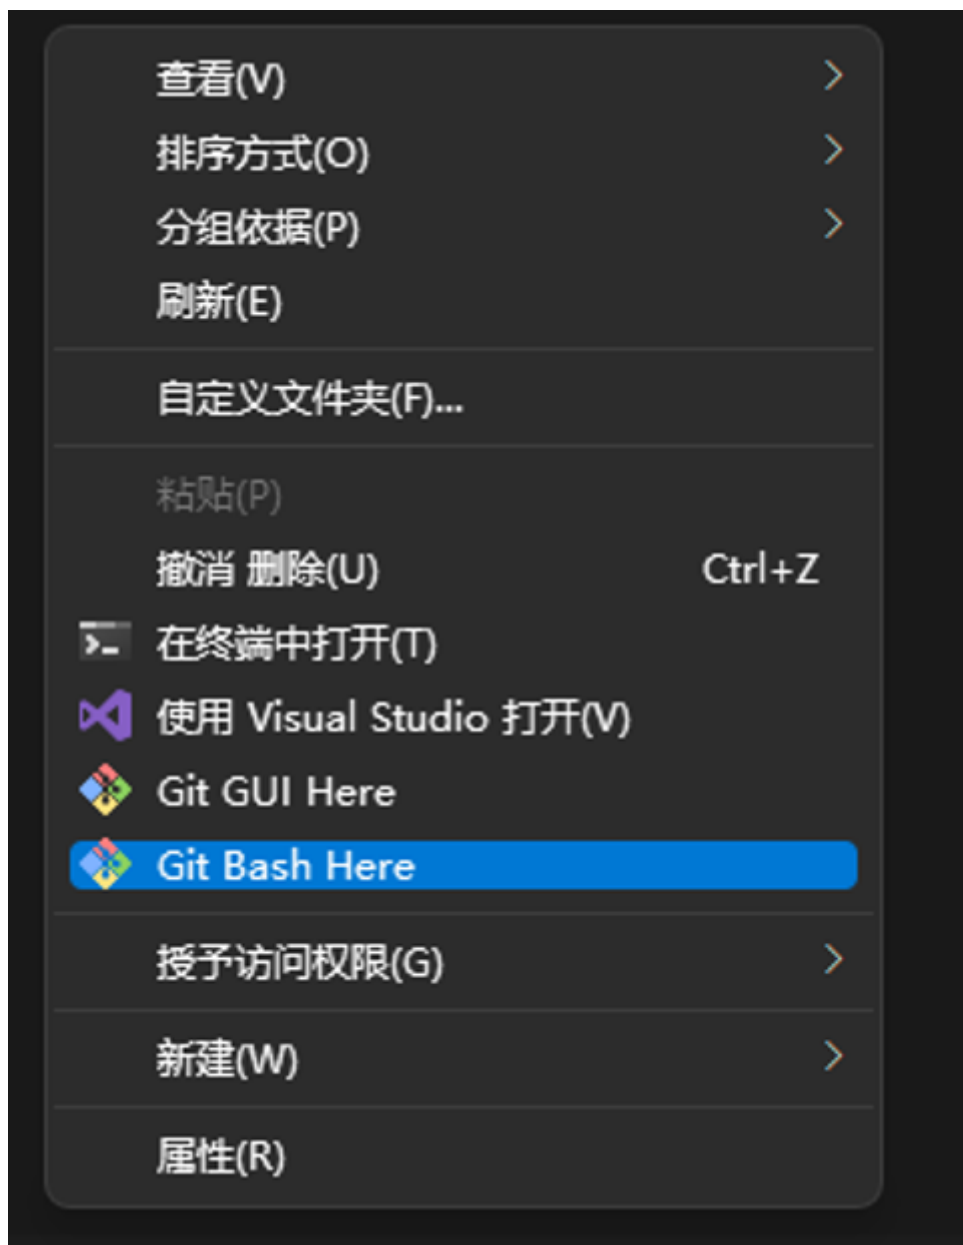 查看(V)
排序方式(O)
分组依据(P)
刷新(E)
自定义文件夹(F)...
粘贴(P)
撤消 删除(U) Ctrl+Z
在终端中打开(T)
使用 Visual Studio 打开(V)
Git GUI Here
Git Bash Here
授予访问权限(G)
新建(W)
属性(R)